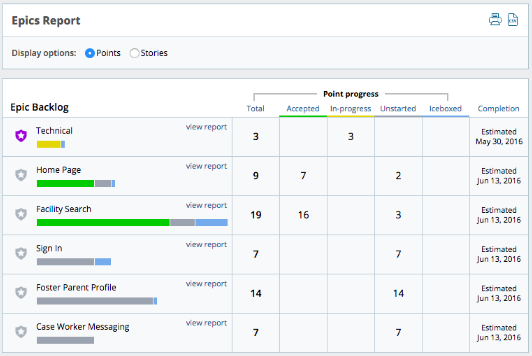 Epics Report
CSV
Display options: Points Stories
Point progress
Epic Backlog Total Accepted In-progress Unstarted Iceboxed Completion
Technical view report 3 3 Estimated
May 30, 2016
Home Page view report 9 7 2 Estimated
Jun 13, 2016
Facility Search view report 19 16 3 Estimated
Jun 13, 2016
Sign In view report 7 7 Estimated
Jun 13, 2016
Foster Parent Profile view report 14 14 Estimated
Jun 13, 2016
Case Worker Messaging view report 7 7 Estimated
Jun 13, 2016